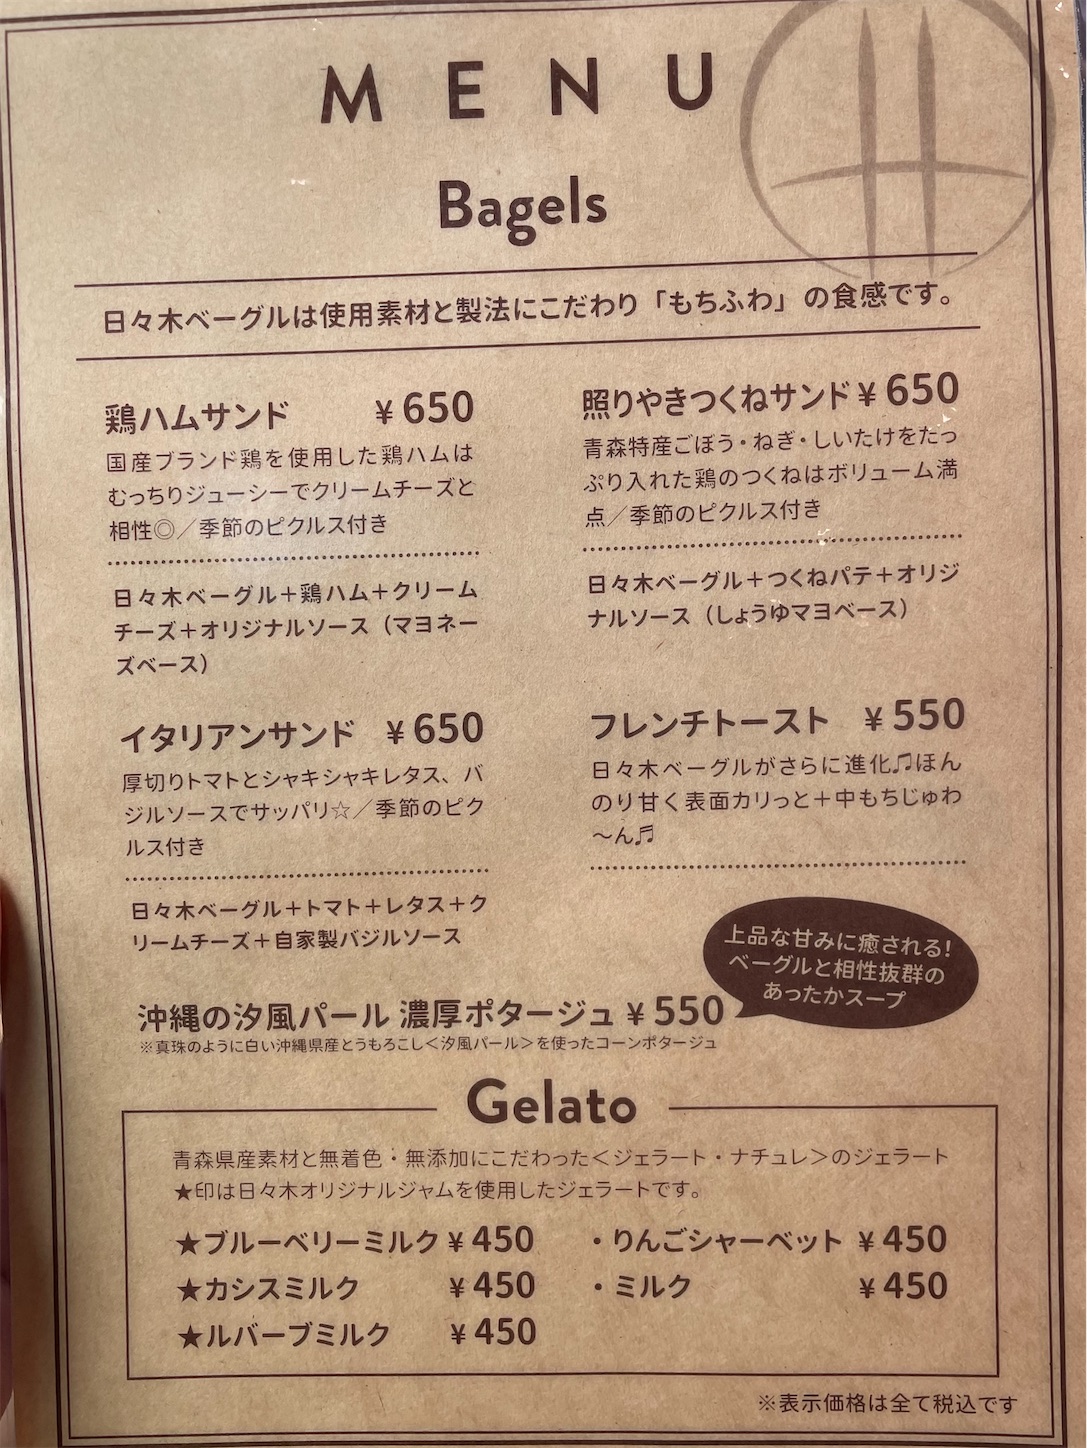 MENU
Bagels
日々木ベーグルは使用素材と製法にこだわり「もちふわ」の食感です。
鶏ハムサンド ¥650
国産ブランド鶏を使用した鶏ハムは
むっちりジューシーでクリームチーズと
相性◎／季節のピクルス付き
日々木ベーグル＋鶏ハム＋クリーム
チーズ＋オリジナルソース（マヨネー
ズベース）
照りやきつくねサンド¥650
青森特産ごぼう・ねぎ・しいたけをたっ
ぷり入れた鶏のつくねはボリューム満
点／季節のピクルス付き
日々木ベーグル＋つくねパテ＋オリジ
ナルソース（しょうゆマヨベース）
イタリアンサンド ¥650
厚切りトマトとシャキシャキレタス、バ
ジルソースでサッパリ☆／季節のピク
ルス付き
日々木ベーグル＋トマト＋レタス＋ク
リームチーズ＋自家製バジルソース
フレンチトースト ¥550
日々木ベーグルがさらに進化♫ほん
のり甘く表面カリっと＋中もちじゅわ
〜ん♬
上品な甘みに癒される！
ベーグルと相性抜群の
あったかスープ
沖縄の汐風パール 濃厚ポタージュ ¥550
※真珠のように白い沖縄県産とうもろこし＜汐風パール＞を使ったコーンポタージュ
Gelato
青森県産素材と無着色・無添加にこだわった＜ジェラート・ナチュレ＞のジェラート
★印は日々木オリジナルジャムを使用したジェラートです。
★ブルーベリーミルク ¥450
★カシスミルク ¥450
★ルバーブミルク ¥450
・りんごシャーベット ¥450
・ミルク ¥450
※表示価格は全て税込です